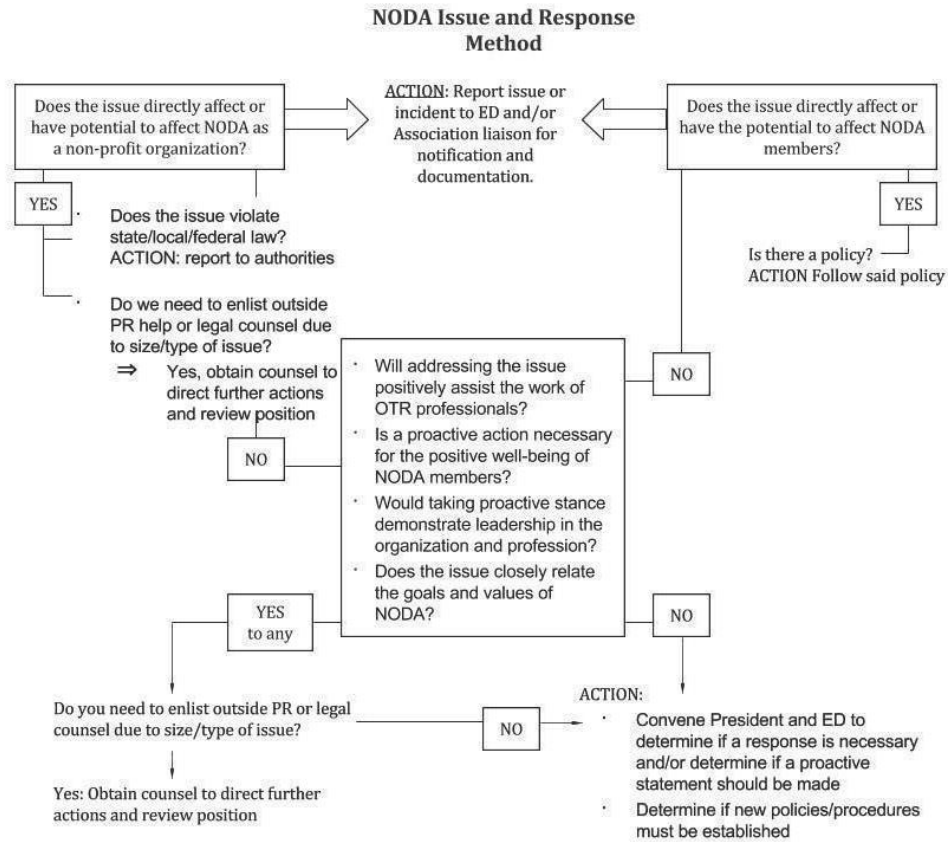 NODA Issue and Response
Method
Does the issue directly affect or
have potential to affect NODA as
a non-profit organization?
ACTION: Report issue or
incident to ED and/or
Association liaison for
notification and
documentation.
Does the issue directly affect or
have the potential to affect NODA
members?
YES
· Does the issue violate
state/local/federal law?
ACTION: report to authorities
YES
Is there a policy?
ACTION Follow said policy
· Do we need to enlist outside
PR help or legal counsel due
to size/type of issue?
⇒ Yes, obtain counsel to
direct further actions
and review position
NO
NO
· Will addressing the issue
positively assist the work of
OTR professionals?
· Is a proactive action necessary
for the positive well-being of
NODA members?
· Would taking proactive stance
demonstrate leadership in the
organization and profession?
· Does the issue closely relate
the goals and values of
NODA?
YES
to any
NO
Do you need to enlist outside PR or legal
counsel due to size/type of issue?
NO
Yes: Obtain counsel to direct further
actions and review position
ACTION:
· Convene President and ED to
determine if a response is necessary
and/or determine if a proactive
statement should be made
· Determine if new policies/procedures
must be established